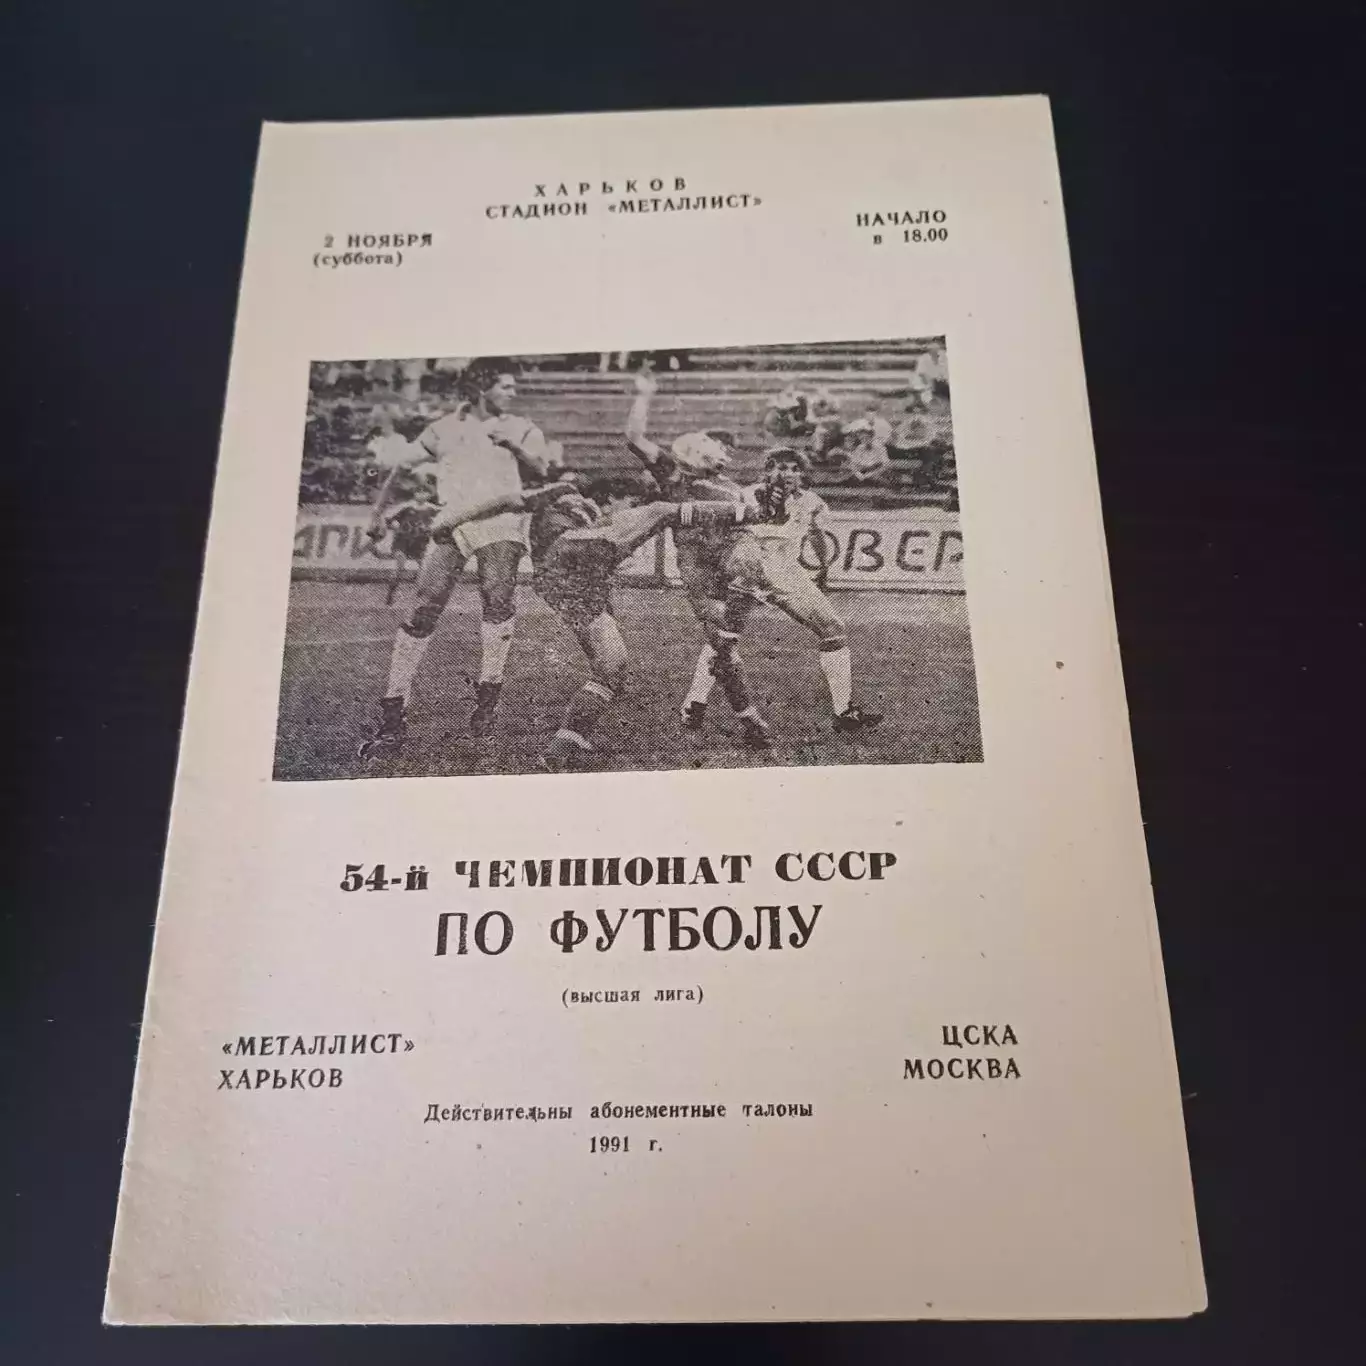 ХАРЬКОВ
СТАДИОН «МЕТАЛЛИСТ»
2 НОЯБРЯ
(суббота)
НАЧАЛО
в 18.00
ОВЕР
54-й ЧЕМПИОНАТ СССР
ПО ФУТБОЛУ
(высшая лига)
«МЕТАЛЛИСТ»
ХАРЬКОВ
ЦСКА
МОСКВА
Действительны абонементные талоны
1991 г.